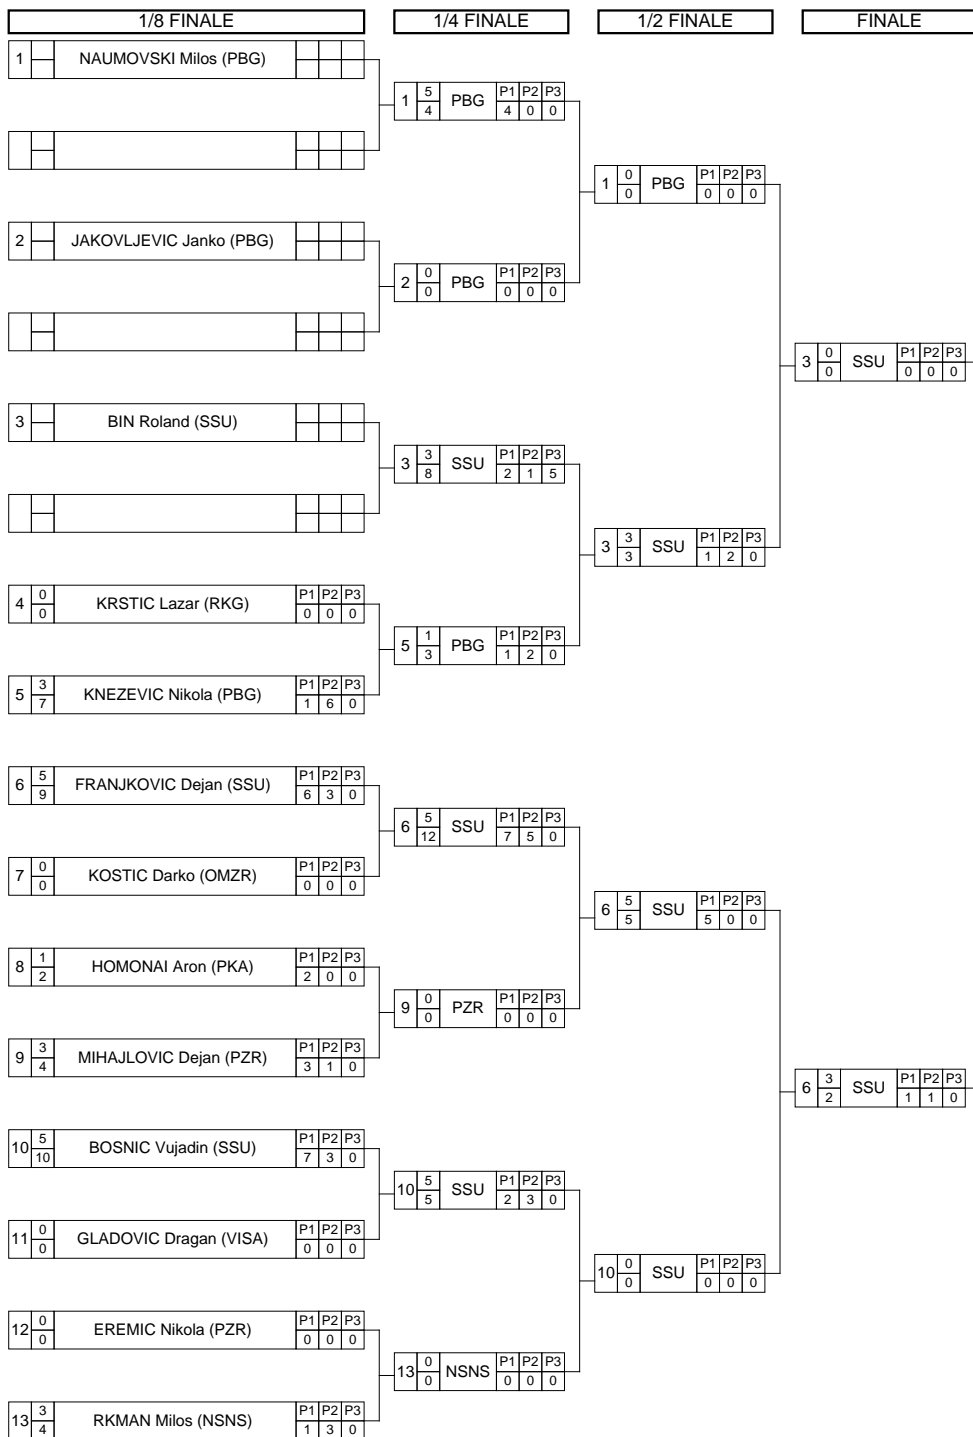 1/8 FINALE 1/4 FINALE 1/2 FINALE FINALE
1 NAUMOVSKI Milos (PBG)
1 5 4 PBG P1 P2 P3 4 0 0
1 0 0 PBG P1 P2 P3 0 0 0
2 JAKOVLJEVIC Janko (PBG)
2 0 0 PBG P1 P2 P3 0 0 0
3 0 0 SSU P1 P2 P3 0 0 0
3 BIN Roland (SSU)
3 3 8 SSU P1 P2 P3 2 1 5
3 3 3 SSU P1 P2 P3 1 2 0
4 0 0 KRSTIC Lazar (RKG) P1 P2 P3 0 0 0
5 1 3 PBG P1 P2 P3 1 2 0
5 3 7 KNEZEVIC Nikola (PBG) P1 P2 P3 1 6 0
6 5 9 FRANJKOVIC Dejan (SSU) P1 P2 P3 6 3 0
6 5 12 SSU P1 P2 P3 7 5 0
7 0 0 KOSTIC Darko (OMZR) P1 P2 P3 0 0 0
6 5 5 SSU P1 P2 P3 5 0 0
8 1 2 HOMONAI Aron (PKA) P1 P2 P3 2 0 0
9 0 0 PZR P1 P2 P3 0 0 0
9 3 4 MIHAJLOVIC Dejan (PZR) P1 P2 P3 3 1 0
6 3 2 SSU P1 P2 P3 1 1 0
10 5 10 BOSNIC Vujadin (SSU) P1 P2 P3 7 3 0
10 5 5 SSU P1 P2 P3 2 3 0
11 0 0 GLADOVIC Dragan (VISA) P1 P2 P3 0 0 0
10 0 0 SSU P1 P2 P3 0 0 0
12 0 0 EREMIC Nikola (PZR) P1 P2 P3 0 0 0
13 0 0 NSNS P1 P2 P3 0 0 0
13 3 4 RKMAN Milos (NSNS) P1 P2 P3 1 3 0